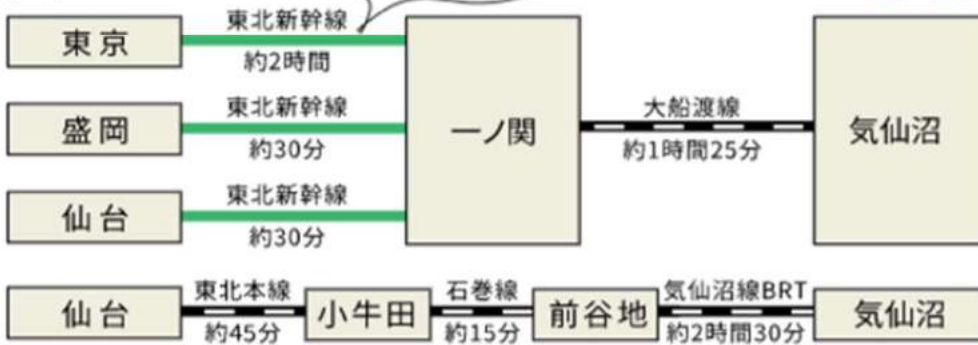 東京 東北新幹線 約2時間
盛岡 東北新幹線 約30分 一ノ関 大船渡線 約1時間25分 気仙沼
仙台 東北新幹線 約30分
仙台 東北本線 約45分 小牛田 石巻線 約15分 前谷地 気仙沼線BRT 約2時間30分 気仙沼